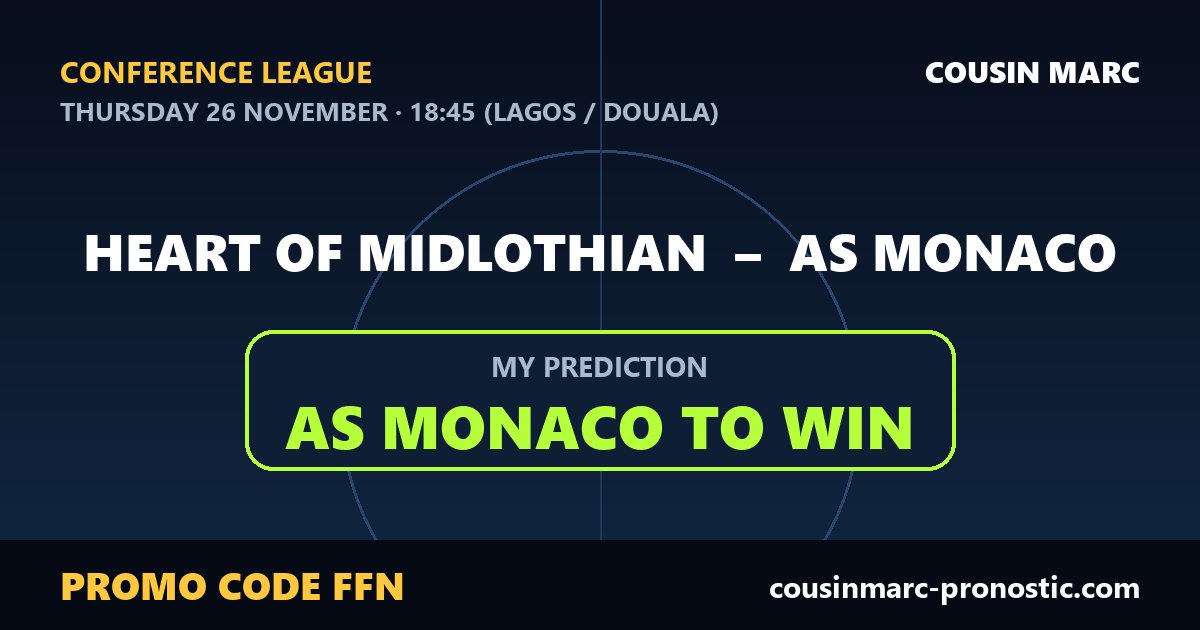 CONFERENCE LEAGUE
COUSIN MARC
THURSDAY 26 NOVEMBER · 18:45 (LAGOS / DOUALA)
HEART OF MIDLOTHIAN – AS MONACO
MY PREDICTION
AS MONACO TO WIN
PROMO CODE FFN
cousinmarc-pronostic.com